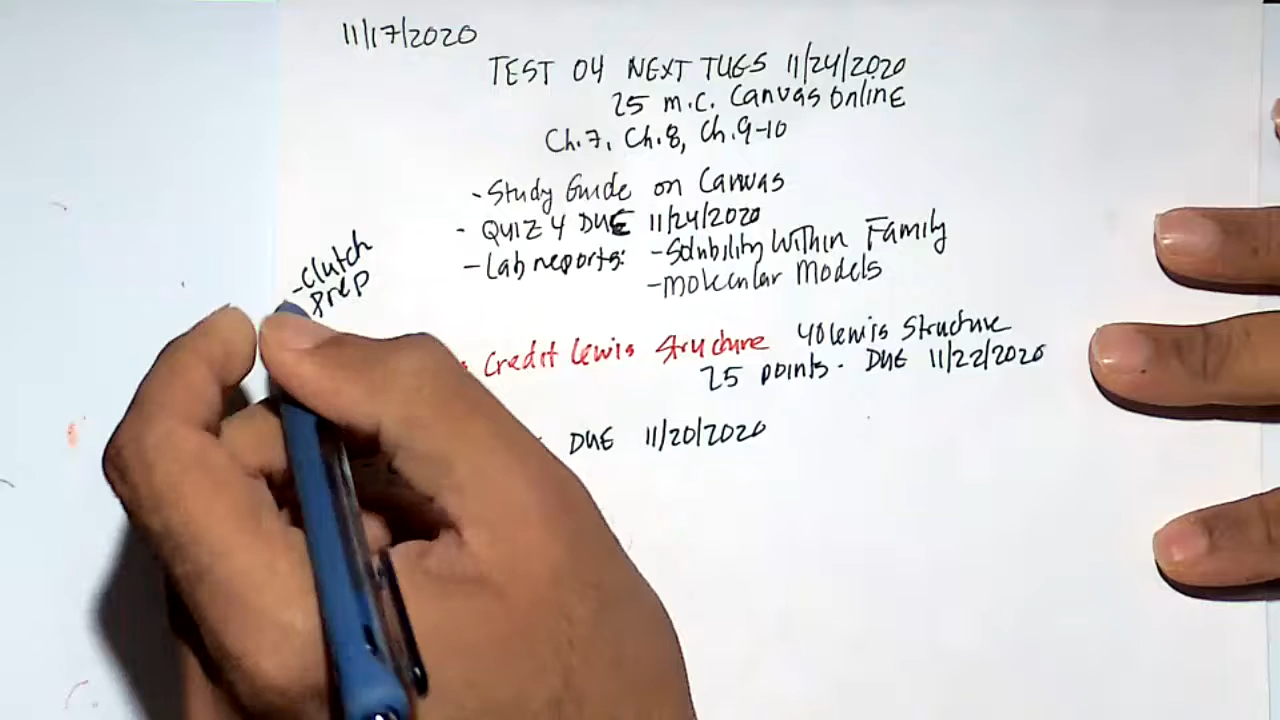 11/17/2020
TEST 04 NEXT TUES 11/24/2020
25 m.c. Canvas Online
Ch.7, Ch.8, Ch.9-10
- Study Guide on Canvas
- QUIZ 4 DUE 11/24/2020
- Lab reports: - Solubility Within Family
- Molecular Models
- Clutch
prep
Credit Lewis Structure 40 Lewis Structure
25 points. DUE 11/22/2020
DUE 11/20/2020